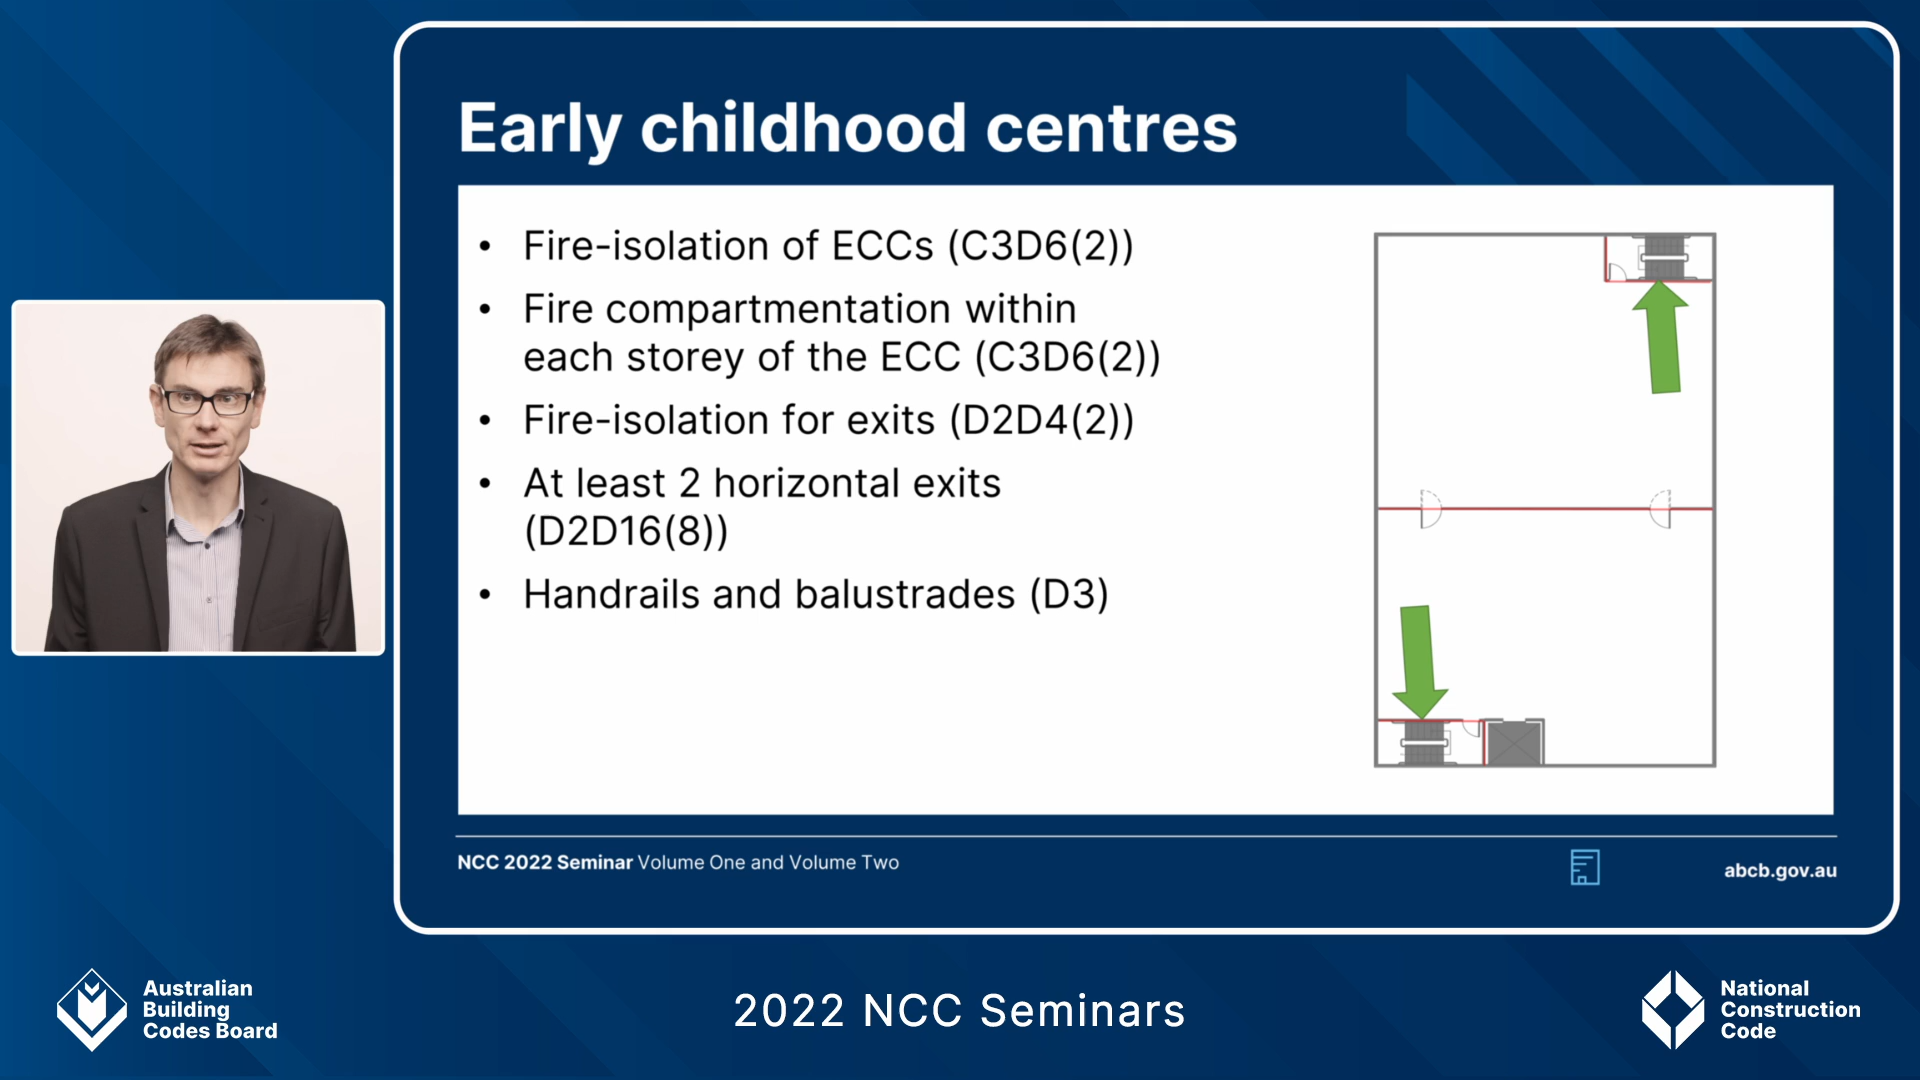 Early childhood centres
• Fire-isolation of ECCs (C3D6(2))
• Fire compartmentation within
each storey of the ECC (C3D6(2))
• Fire-isolation for exits (D2D4(2))
• At least 2 horizontal exits
(D2D16(8))
• Handrails and balustrades (D3)
NCC 2022 Seminar Volume One and Volume Two
abcb.gov.au
Australian
Building
Codes Board
2022 NCC Seminars
National
Construction
Code